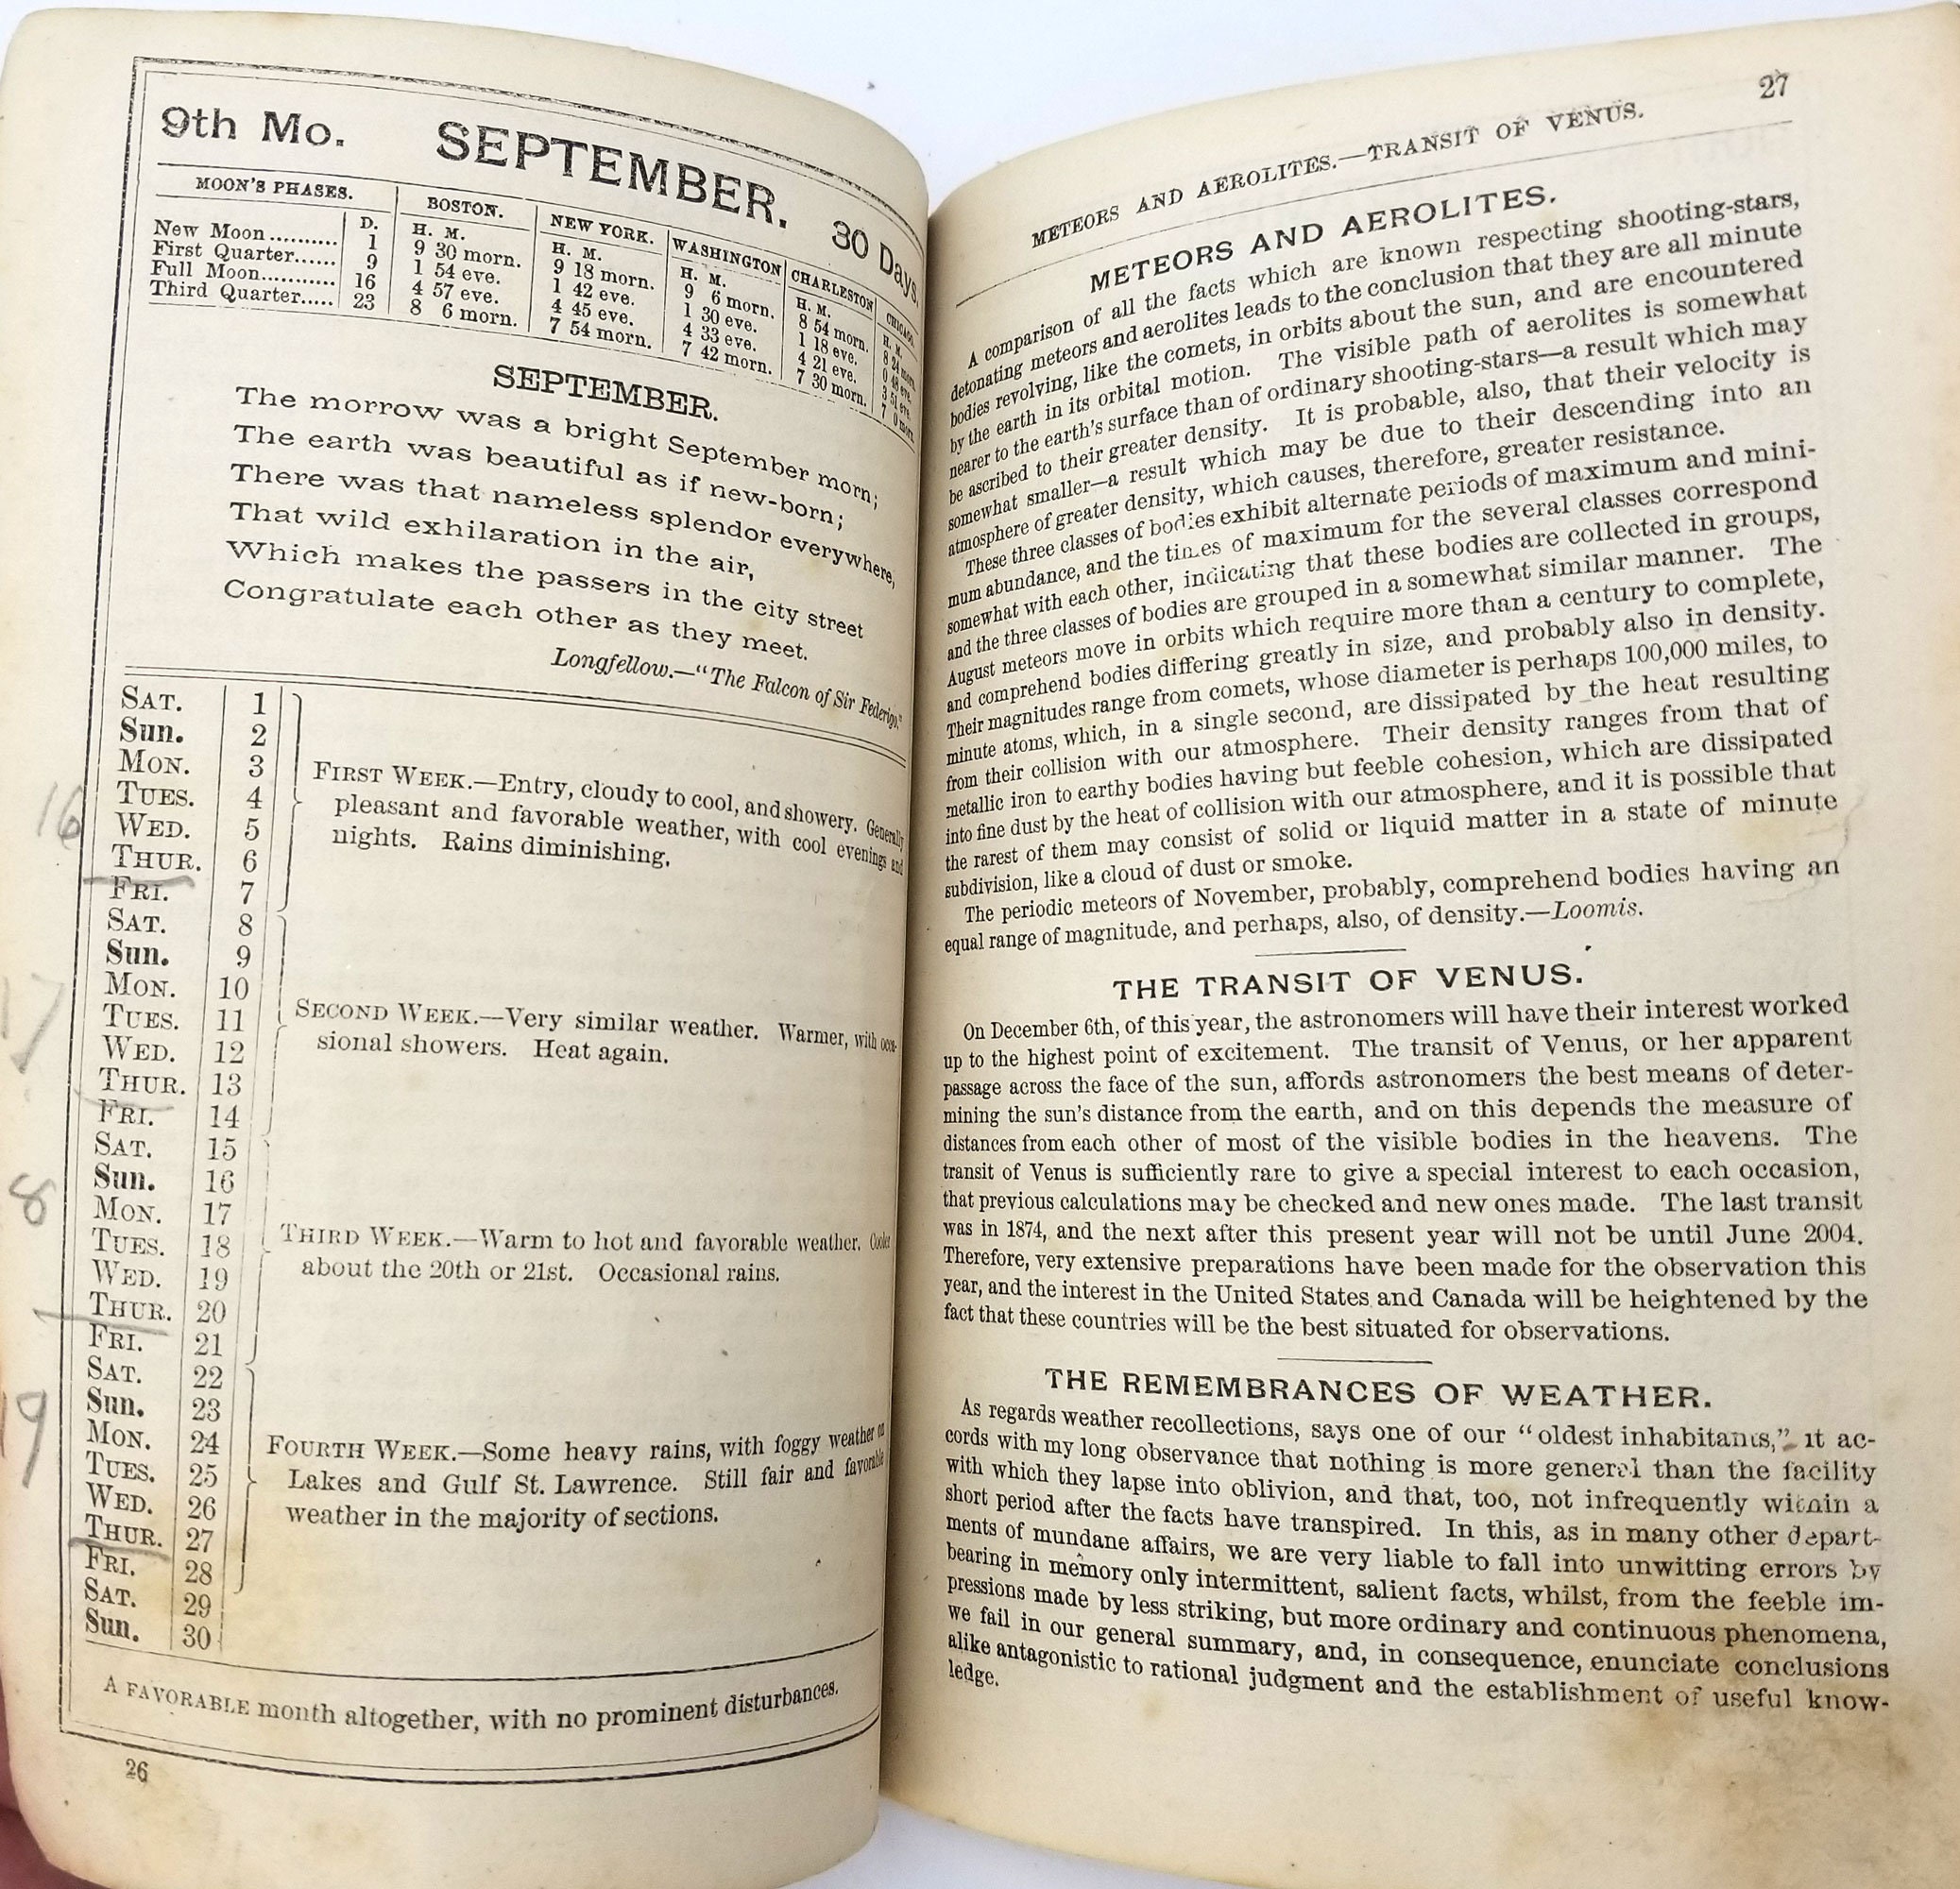 9th Mo. SEPTEMBER. 30 Days.
MOON'S PHASES. D. BOSTON. NEW YORK. WASHINGTON CHARLESTON CHICAGO.
H. M. H. M. H. M. H. M. H. M.
New Moon.......... 1 9 30 morn. 9 18 morn. 9 6 morn. 8 54 morn. 8 24 morn.
First Quarter...... 9 1 54 eve. 1 42 eve. 1 30 eve. 1 18 eve. 0 48 eve.
Full Moon.......... 16 4 57 eve. 4 45 eve. 4 33 eve. 4 21 eve. 3 51 eve.
Third Quarter..... 23 8 6 morn. 7 54 morn. 7 42 morn. 7 30 morn. 7 0 morn.
SEPTEMBER.
The morrow was a bright September morn;
The earth was beautiful as if new-born;
There was that nameless splendor everywhere,
That wild exhilaration in the air,
Which makes the passers in the city street
Congratulate each other as they meet.
Longfellow.—"The Falcon of Sir Federigo."
SAT. 1
Sun. 2
MON. 3
TUES. 4
WED. 5
THUR. 6
FRI. 7
FIRST WEEK.—Entry, cloudy to cool, and showery. Generally
pleasant and favorable weather, with cool evenings and
nights. Rains diminishing.
16
SAT. 8
Sun. 9
MON. 10
TUES. 11
WED. 12
THUR. 13
FRI. 14
SECOND WEEK.—Very similar weather. Warmer, with occa-
sional showers. Heat again.
17
SAT. 15
Sun. 16
MON. 17
TUES. 18
WED. 19
THUR. 20
FRI. 21
THIRD WEEK.—Warm to hot and favorable weather. Cooler
about the 20th or 21st. Occasional rains.
8
SAT. 22
Sun. 23
MON. 24
TUES. 25
WED. 26
THUR. 27
FRI. 28
FOURTH WEEK.—Some heavy rains, with foggy weather on
Lakes and Gulf St. Lawrence. Still fair and favorable
weather in the majority of sections.
19
SAT. 29
Sun. 30
A FAVORABLE month altogether, with no prominent disturbances.
26
METEORS AND AEROLITES.—TRANSIT OF VENUS. 27
METEORS AND AEROLITES.
A comparison of all the facts which are known respecting shooting-stars,
detonating meteors and aerolites leads to the conclusion that they are all minute
bodies revolving, like the comets, in orbits about the sun, and are encountered
by the earth in its orbital motion. The visible path of aerolites is somewhat
nearer to the earth's surface than of ordinary shooting-stars—a result which may
be ascribed to their greater density. It is probable, also, that their velocity is
somewhat smaller—a result which may be due to their descending into an
atmosphere of greater density, which causes, therefore, greater resistance.
These three classes of bodies exhibit alternate periods of maximum and mini-
mum abundance, and the times of maximum for the several classes correspond
somewhat with each other, indicating that these bodies are collected in groups,
and the three classes of bodies are grouped in a somewhat similar manner. The
August meteors move in orbits which require more than a century to complete,
and comprehend bodies differing greatly in size, and probably also in density.
Their magnitudes range from comets, whose diameter is perhaps 100,000 miles, to
minute atoms, which, in a single second, are dissipated by the heat resulting
from their collision with our atmosphere. Their density ranges from that of
metallic iron to earthy bodies having but feeble cohesion, which are dissipated
into fine dust by the heat of collision with our atmosphere, and it is possible that
the rarest of them may consist of solid or liquid matter in a state of minute
subdivision, like a cloud of dust or smoke.
The periodic meteors of November, probably, comprehend bodies having an
equal range of magnitude, and perhaps, also, of density.—Loomis.
THE TRANSIT OF VENUS.
On December 6th, of this year, the astronomers will have their interest worked
up to the highest point of excitement. The transit of Venus, or her apparent
passage across the face of the sun, affords astronomers the best means of deter-
mining the sun's distance from the earth, and on this depends the measure of
distances from each other of most of the visible bodies in the heavens. The
transit of Venus is sufficiently rare to give a special interest to each occasion,
that previous calculations may be checked and new ones made. The last transit
was in 1874, and the next after this present year will not be until June 2004.
Therefore, very extensive preparations have been made for the observation this
year, and the interest in the United States and Canada will be heightened by the
fact that these countries will be the best situated for observations.
THE REMEMBRANCES OF WEATHER.
As regards weather recollections, says one of our "oldest inhabitants," it ac-
cords with my long observance that nothing is more general than the facility
with which they lapse into oblivion, and that, too, not infrequently within a
short period after the facts have transpired. In this, as in many other depart-
ments of mundane affairs, we are very liable to fall into unwitting errors by
bearing in memory only intermittent, salient facts, whilst, from the feeble im-
pressions made by less striking, but more ordinary and continuous phenomena,
we fail in our general summary, and, in consequence, enunciate conclusions
alike antagonistic to rational judgment and the establishment of useful know-
ledge.